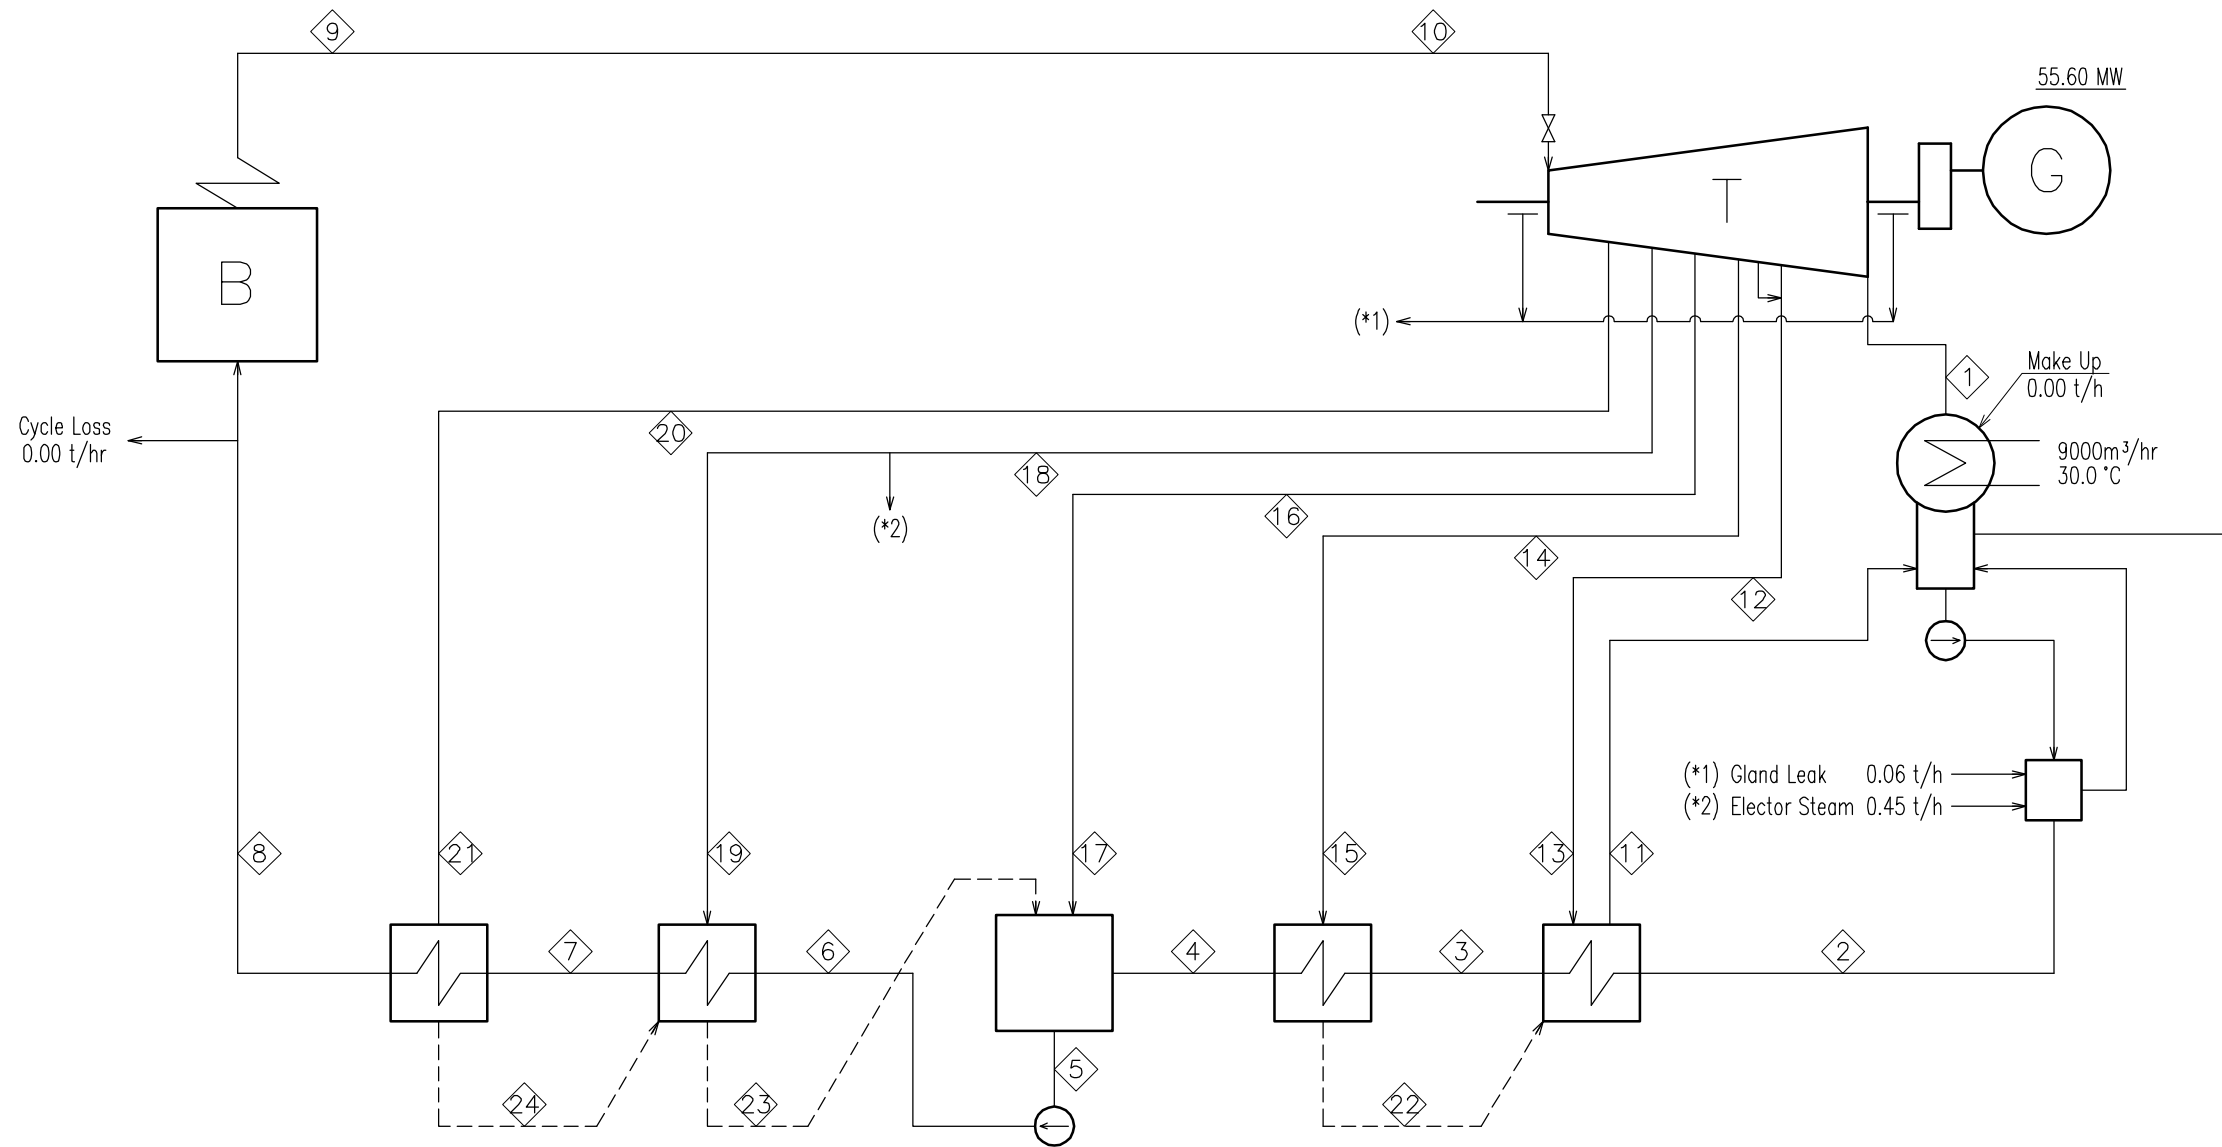 9
10
55.60 MW
G
T
B
(*1)
1
Make Up
0.00 t/h
Cycle Loss
0.00 t/hr
20
9000m³/hr
30.0 °C
18
16
(*2)
14
12
(*1) Gland Leak 0.06 t/h
(*2) Elector Steam 0.45 t/h
8
21
19
17
15
13
11
7
6
4
3
2
5
24
23
22